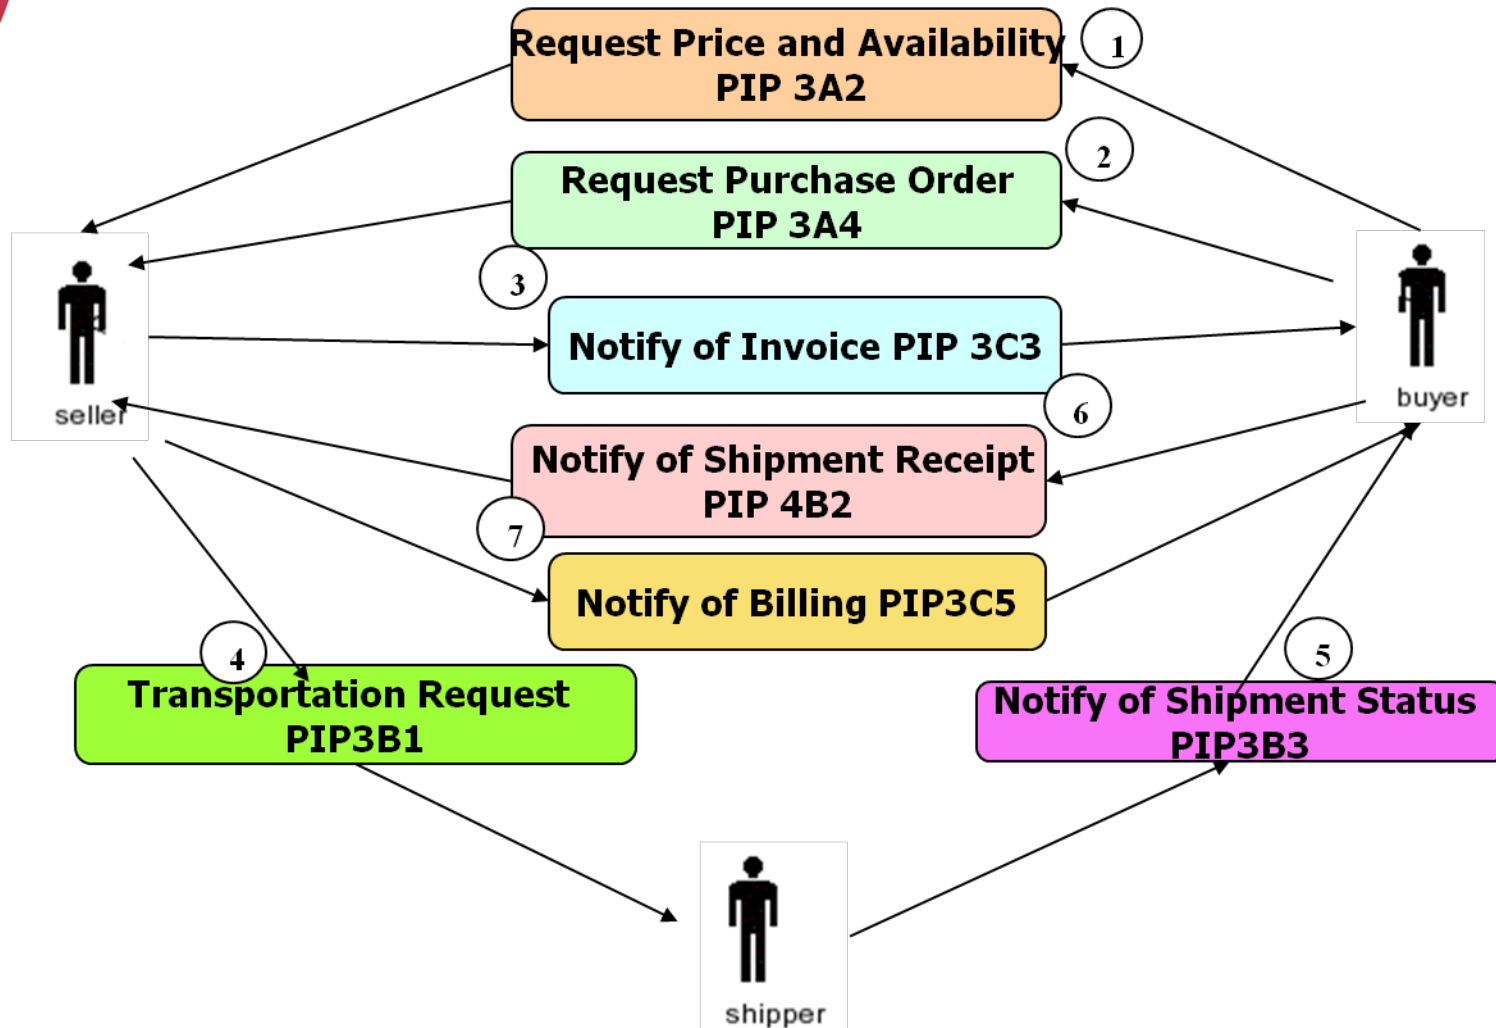 Request Price and Availability
PIP 3A2
1
Request Purchase Order
PIP 3A4
2
3
Notify of Invoice PIP 3C3
seller
buyer
6
Notify of Shipment Receipt
PIP 4B2
7
Notify of Billing PIP3C5
4
Transportation Request
PIP3B1
5
Notify of Shipment Status
PIP3B3
shipper